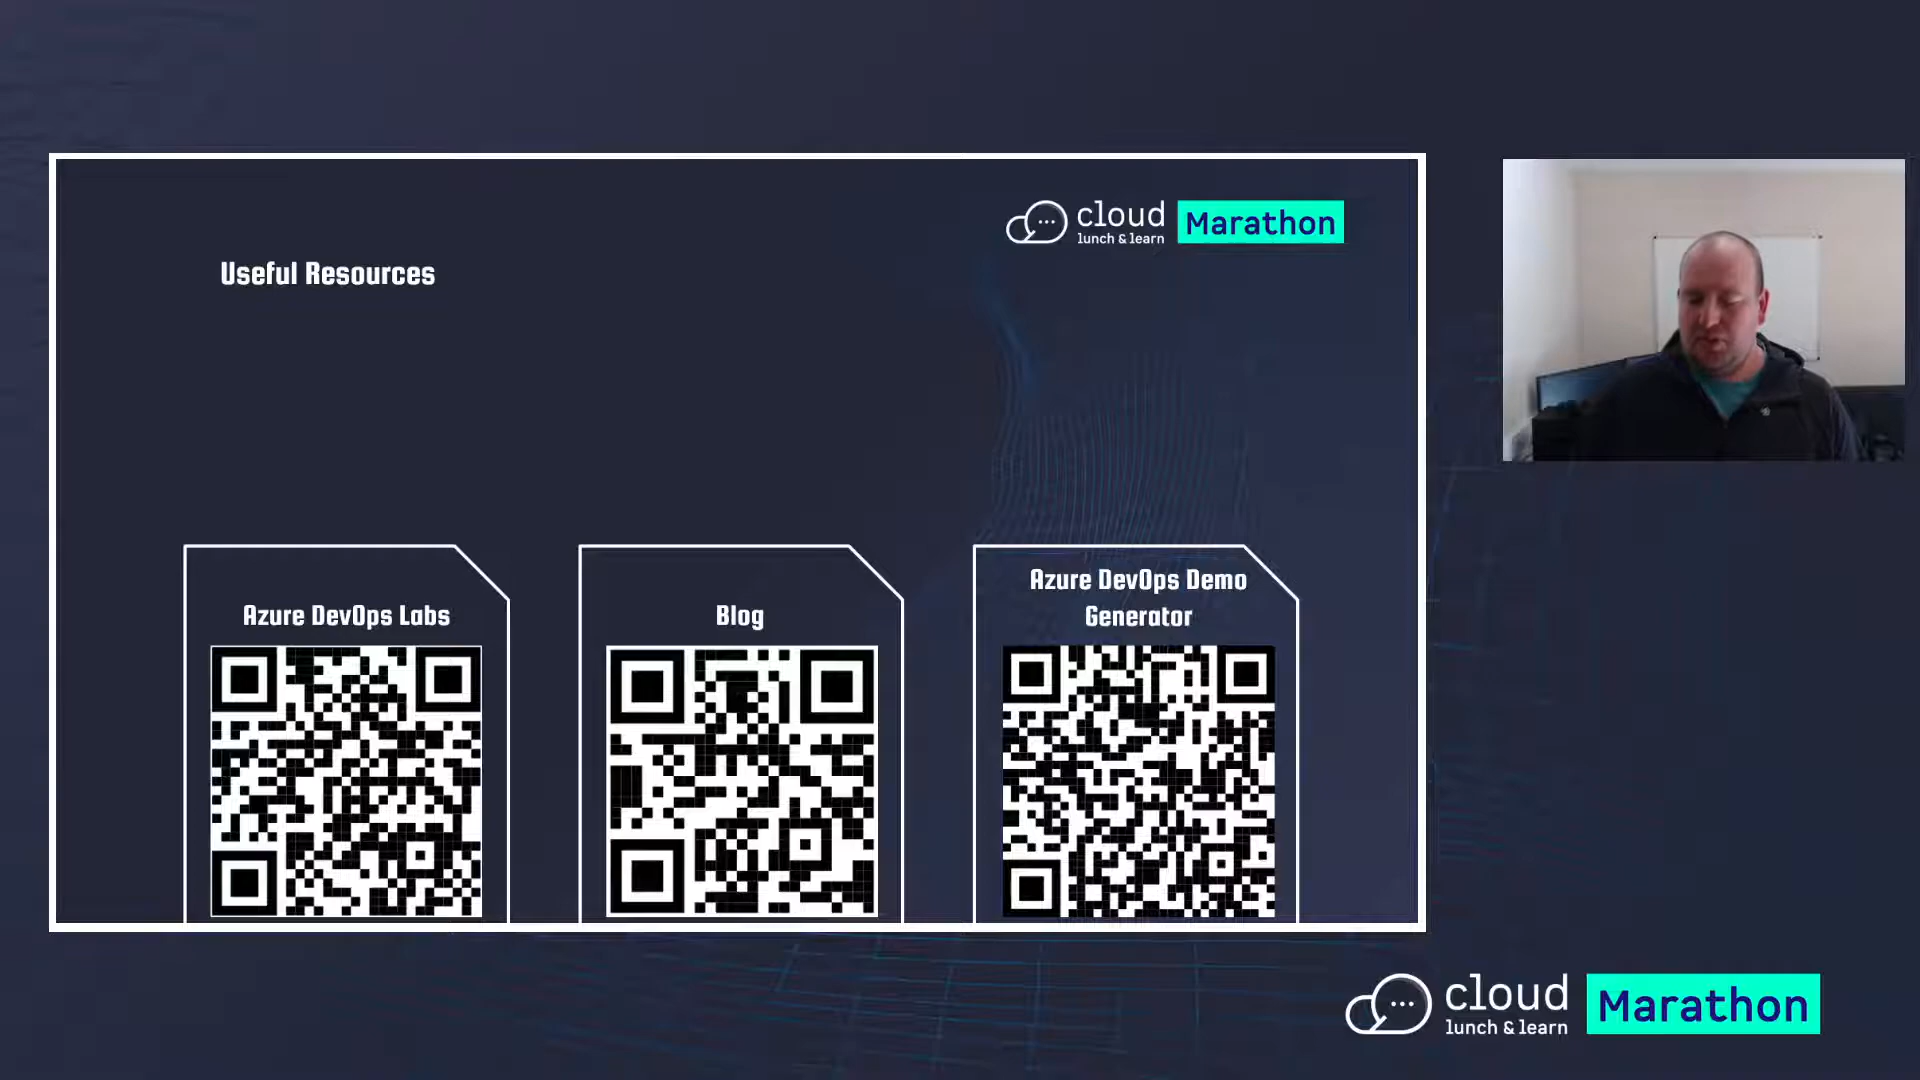 cloud
lunch & learn
Marathon
Useful Resources
Azure DevOps Labs
Blog
Azure DevOps Demo
Generator
cloud
lunch & learn
Marathon